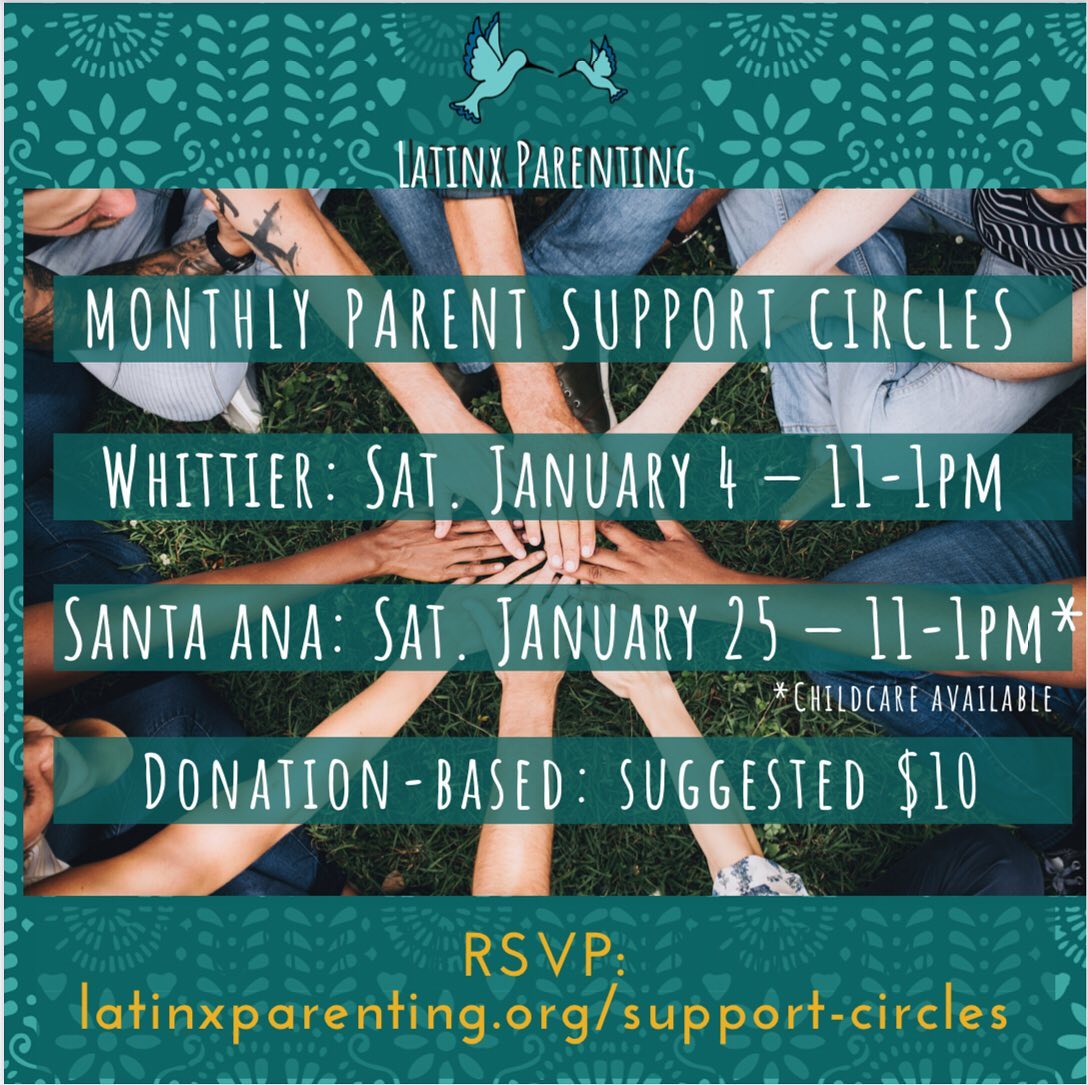 Latinx Parenting
Monthly Parent Support Circles
Whittier: Sat. January 4 – 11-1pm
Santa Ana: Sat. January 25 – 11-1pm*
*Childcare available
Donation-based: suggested $10
RSVP:
latinxparenting.org/support-circles